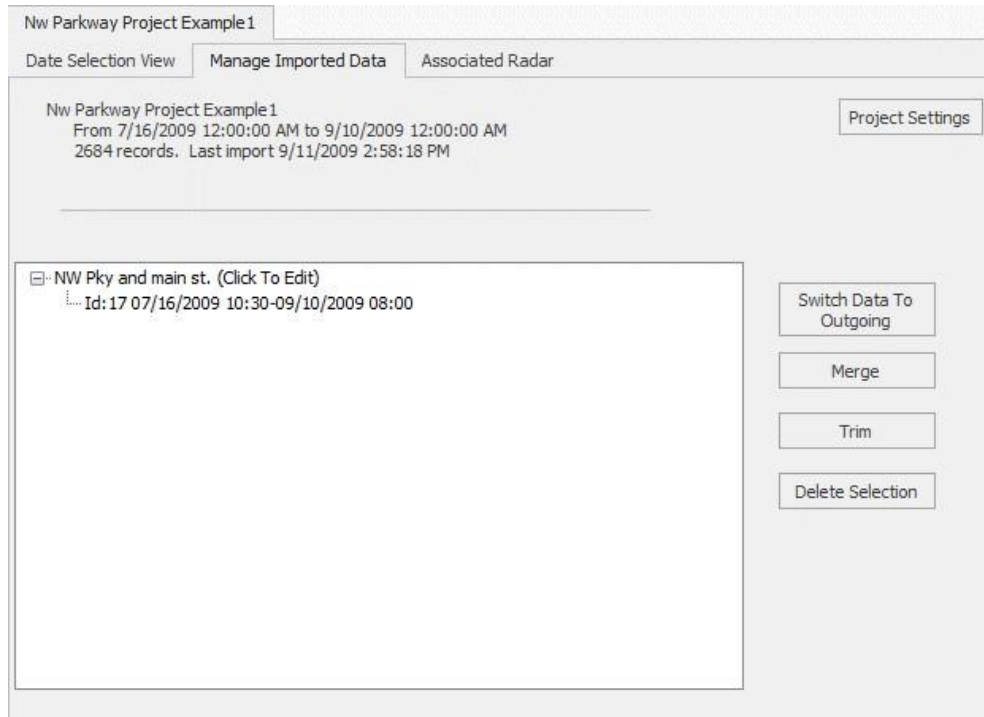 Nw Parkway Project Example1
Date Selection View Manage Imported Data Associated Radar
Nw Parkway Project Example1
From 7/16/2009 12:00:00 AM to 9/10/2009 12:00:00 AM
2684 records. Last import 9/11/2009 2:58:18 PM
Project Settings
NW Pky and main st. (Click To Edit)
Id:17 07/16/2009 10:30-09/10/2009 08:00
Switch Data To
Outgoing
Merge
Trim
Delete Selection